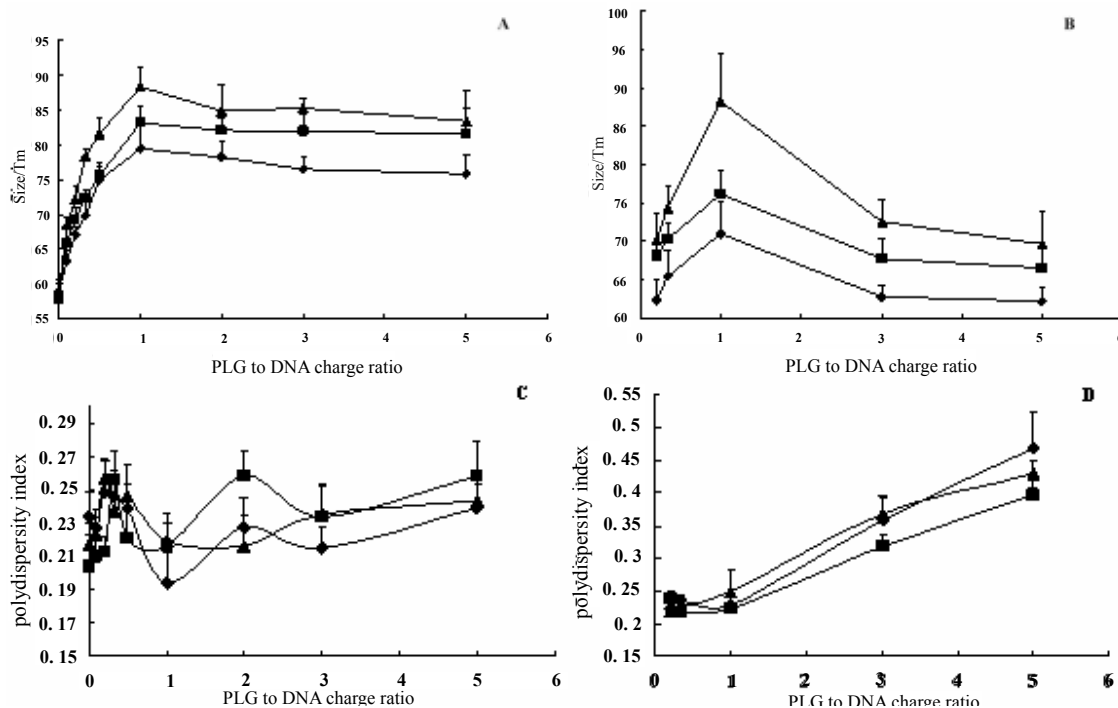 A
95
90
85
80
75
70
65
60
55
Size/Tm
0 1 2 3 4 5 6
PLG to DNA charge ratio
B
100
96
90
86
80
76
70
66
60
Size/Tm
0 1 2 3 4 5 6
PLG to DNA charge ratio
C
0.29
0.27
0.25
0.23
0.21
0.19
0.17
0.15
polydispersity index
0 1 2 3 4 5 6
PLG to DNA charge ratio
D
0.55
0.5
0.45
0.4
0.35
0.3
0.25
0.2
0.15
polydispersity index
0 1 2 3 4 5 6
PLG to DNA charge ratio